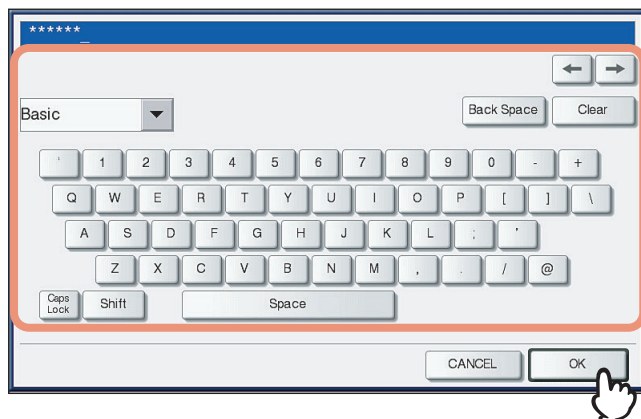 ******_
← →
Basic Back Space Clear
` 1 2 3 4 5 6 7 8 9 0 - +
Q W E R T Y U I O P [ ] \
A S D F G H J K L ; '
Z X C V B N M , . / @
Caps Lock Shift Space
CANCEL OK